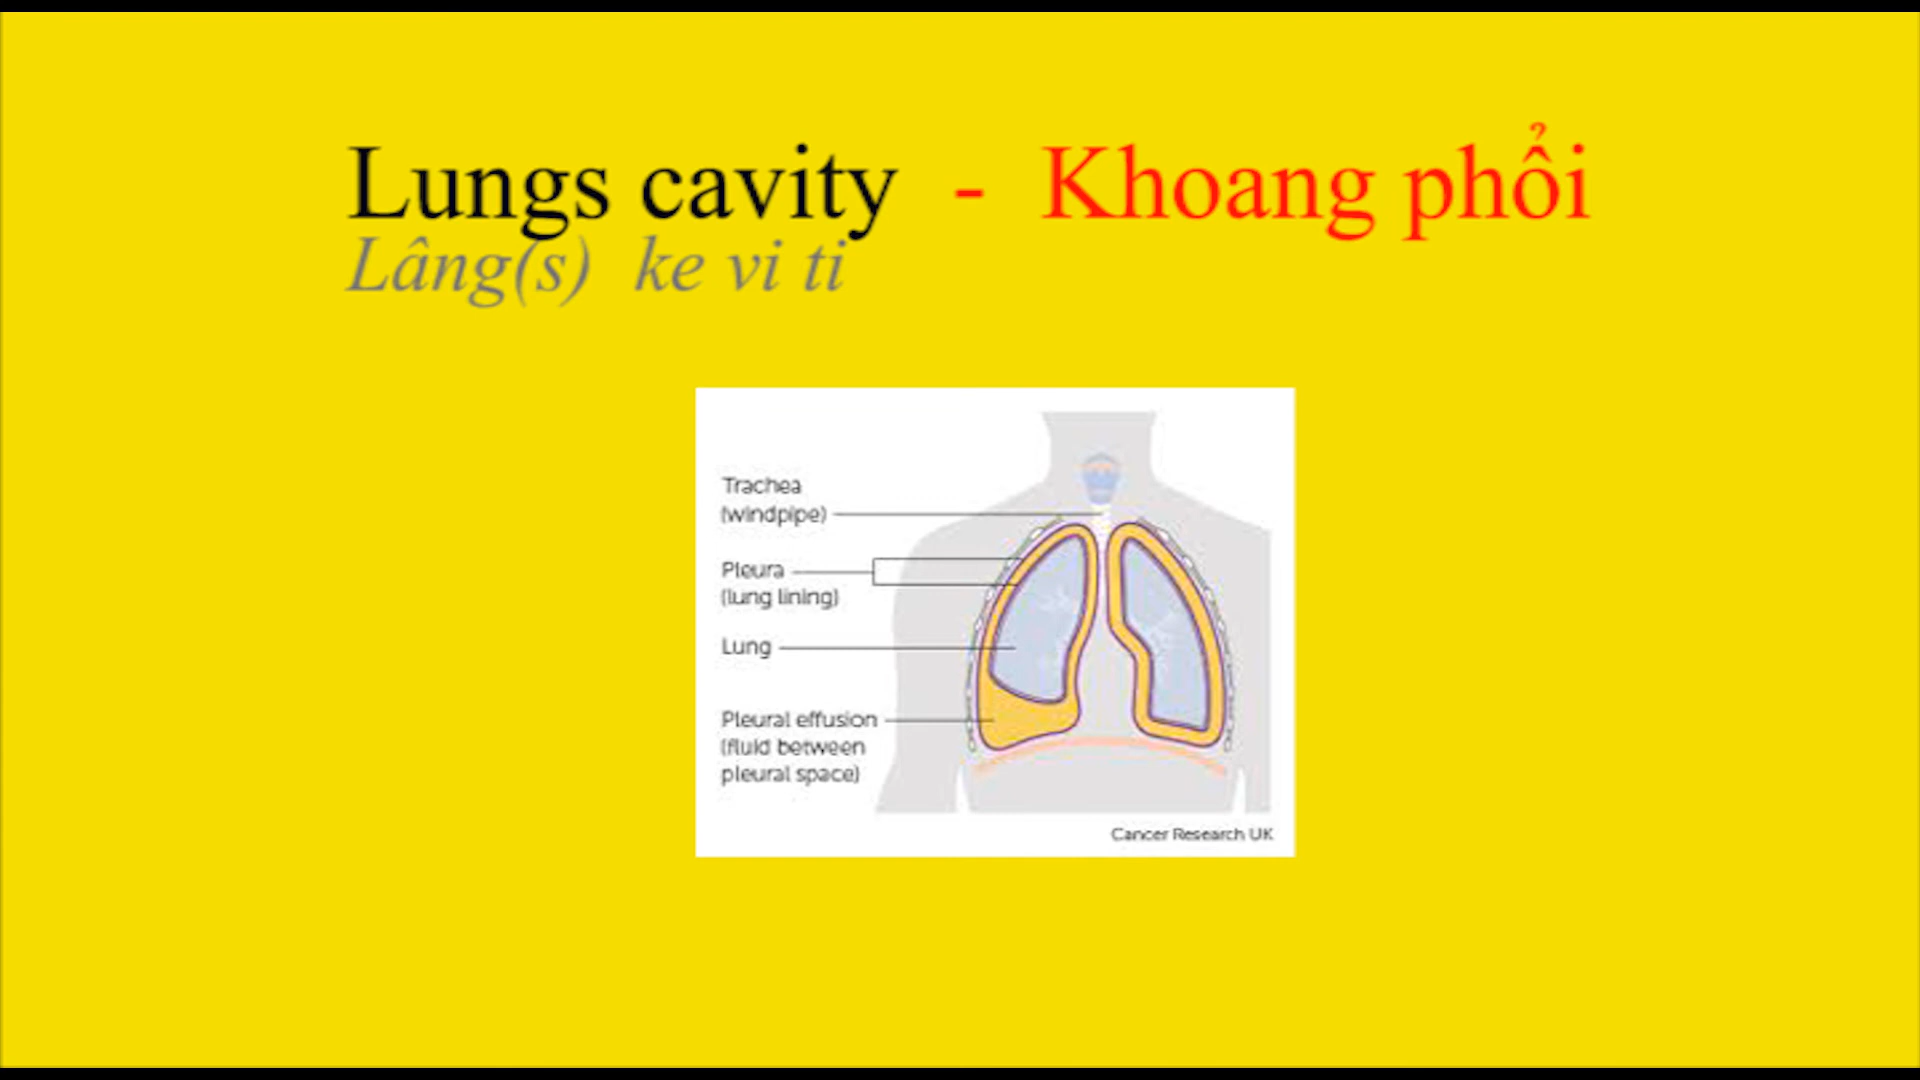 Lungs cavity - Khoang phổi
Lâng(s) ke vi ti
Trachea
(windpipe)
Pleura
(lung lining)
Lung
Pleural effusion
(fluid between
pleural space)
Cancer Research UK